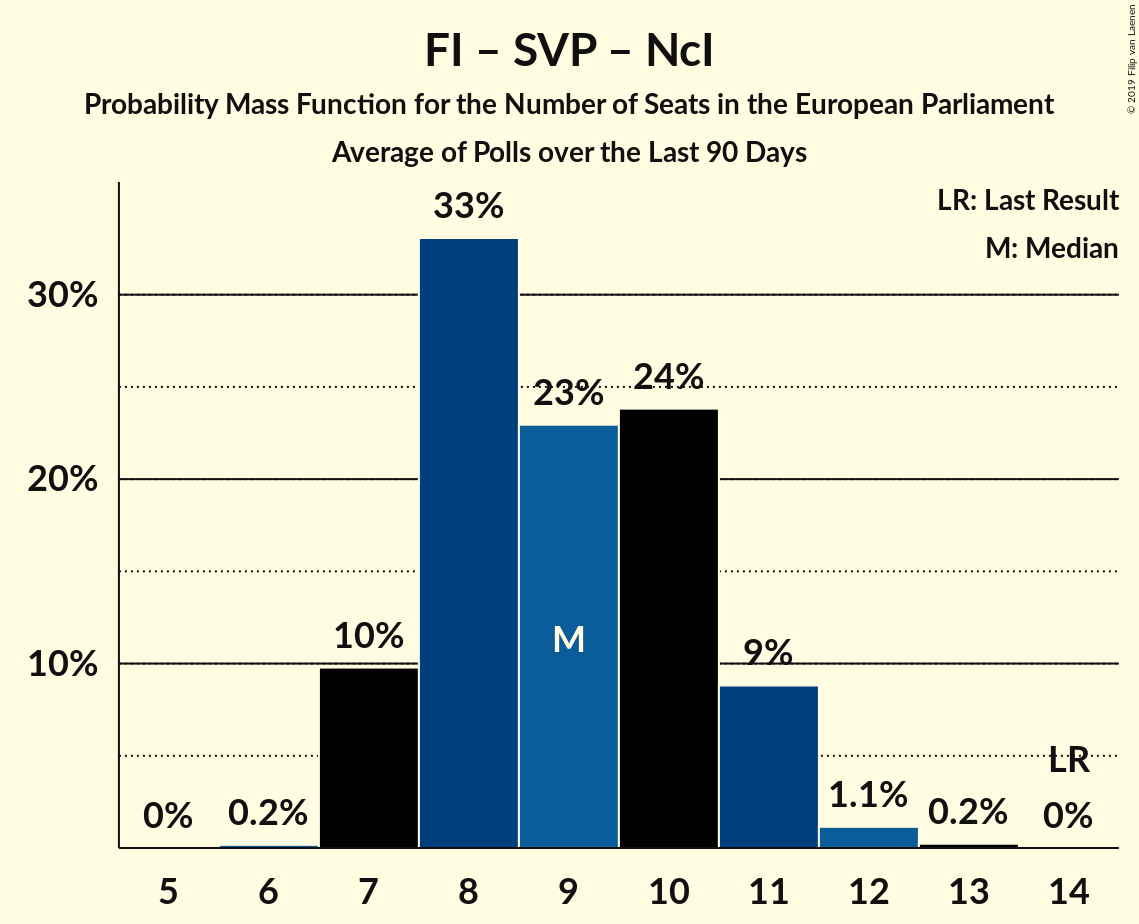 FI – SVP – NcI
Probability Mass Function for the Number of Seats in the European Parliament
Average of Polls over the Last 90 Days
© 2019 Filip van Laenen
LR: Last Result
M: Median
30%
20%
10%
0%
0.2%
10%
33%
23%
24%
9%
1.1%
0.2%
0%
LR
M
5
6
7
8
9
10
11
12
13
14